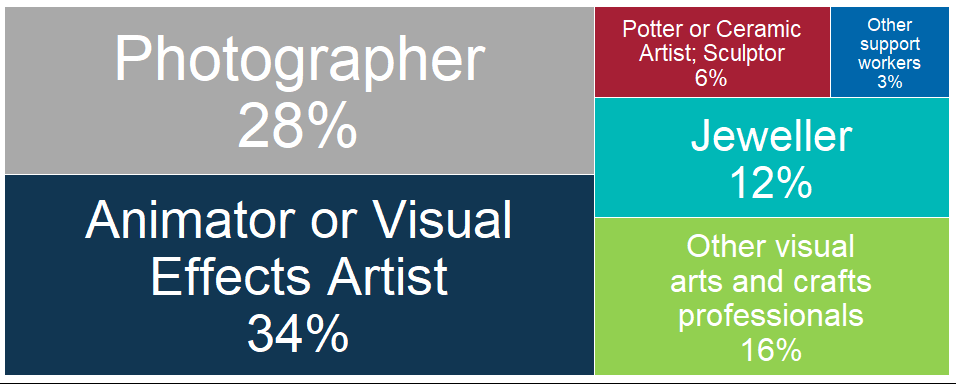 Photographer
28%
Animator or Visual
Effects Artist
34%
Potter or Ceramic
Artist; Sculptor
6%
Other
support
workers
3%
Jeweller
12%
Other visual
arts and crafts
professionals
16%